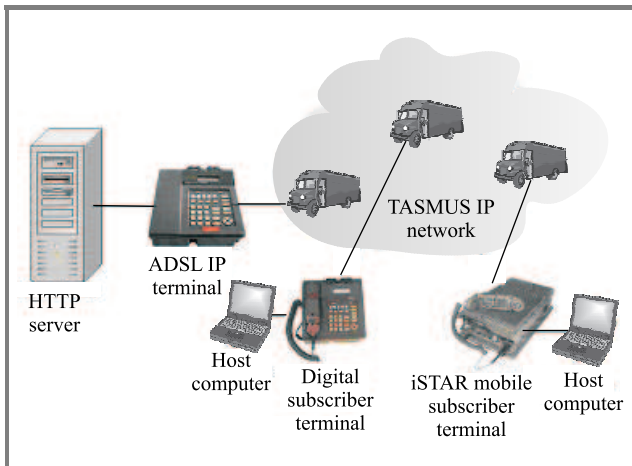 TASMUS IP
network
ADSL IP
terminal
HTTP
server
Host
computer
Digital
subscriber
terminal
iSTAR mobile
subscriber
terminal
Host
computer